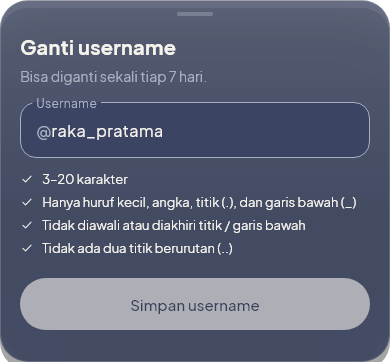 Ganti username
Bisa diganti sekali tiap 7 hari.
Username
@raka_pratama
3–20 karakter
Hanya huruf kecil, angka, titik (.), dan garis bawah (_)
Tidak diawali atau diakhiri titik / garis bawah
Tidak ada dua titik berurutan (..)
Simpan username